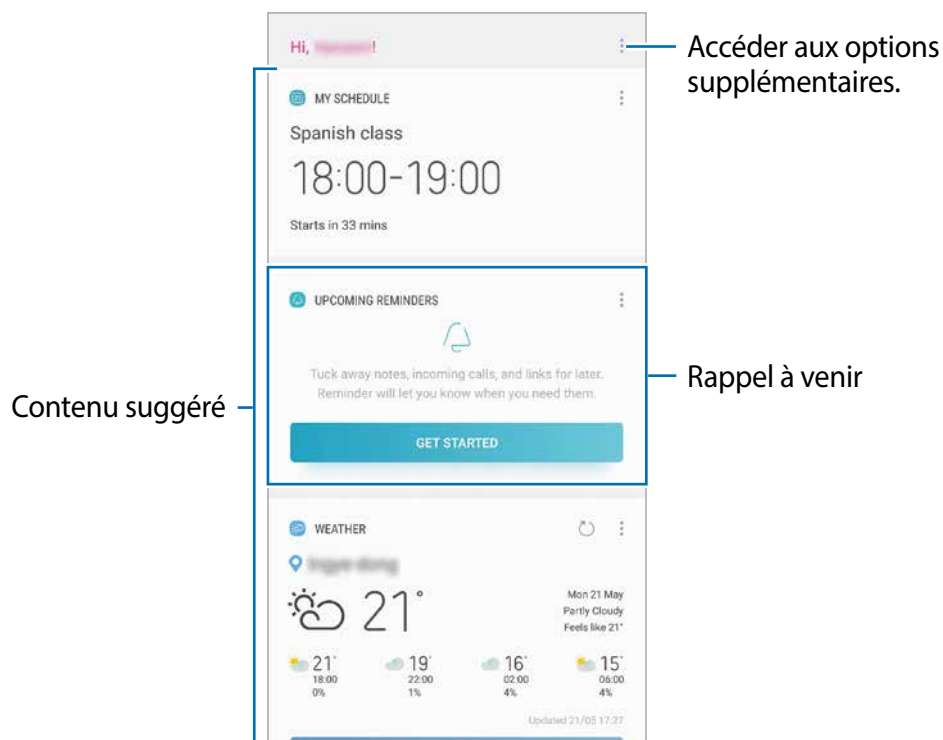 Hi, !
Accéder aux options
supplémentaires.
MY SCHEDULE
Spanish class
18:00-19:00
Starts in 33 mins
UPCOMING REMINDERS
Tuck away notes, incoming calls, and links for later.
Reminder will let you know when you need them.
Rappel à venir
Contenu suggéré
GET STARTED
WEATHER
21°
Mon 21 May
Partly Cloudy
Feels like 21°
21° 19° 16° 15°
18:00 22:00 02:00 06:00
0% 1% 4% 4%
Updated 21/05 17:27